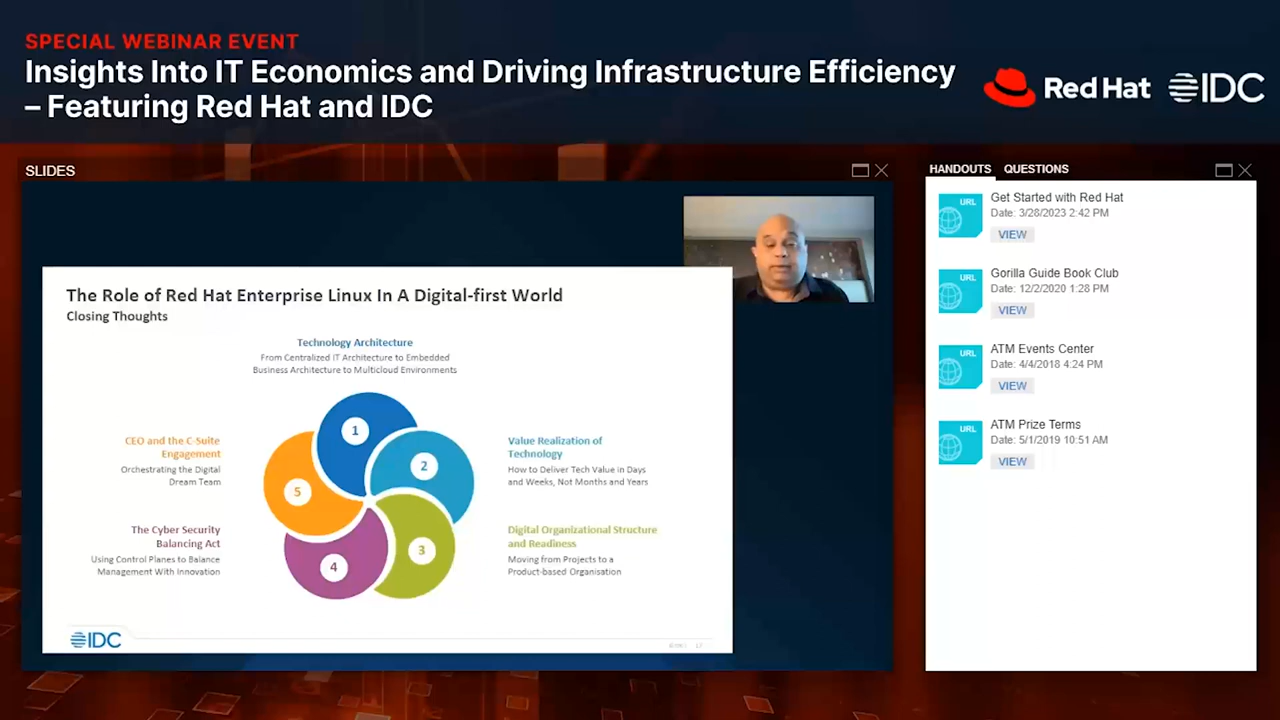 SPECIAL WEBINAR EVENT
Insights Into IT Economics and Driving Infrastructure Efficiency
– Featuring Red Hat and IDC
Red Hat
IDC
SLIDES
The Role of Red Hat Enterprise Linux In A Digital-first World
Closing Thoughts
Technology Architecture
From Centralized IT Architecture to Embedded
Business Architecture to Multicloud Environments
1
2
3
4
5
Value Realization of
Technology
How to Deliver Tech Value in Days
and Weeks, Not Months and Years
Digital Organizational Structure
and Readiness
Moving from Projects to a
Product-based Organisation
The Cyber Security
Balancing Act
Using Control Planes to Balance
Management With Innovation
CEO and the C-Suite
Engagement
Orchestrating the Digital
Dream Team
IDC
HANDOUTS QUESTIONS
URL
Get Started with Red Hat
Date: 3/28/2023 2:42 PM
VIEW
URL
Gorilla Guide Book Club
Date: 12/2/2020 1:28 PM
VIEW
URL
ATM Events Center
Date: 4/4/2018 4:24 PM
VIEW
URL
ATM Prize Terms
Date: 5/1/2019 10:51 AM
VIEW